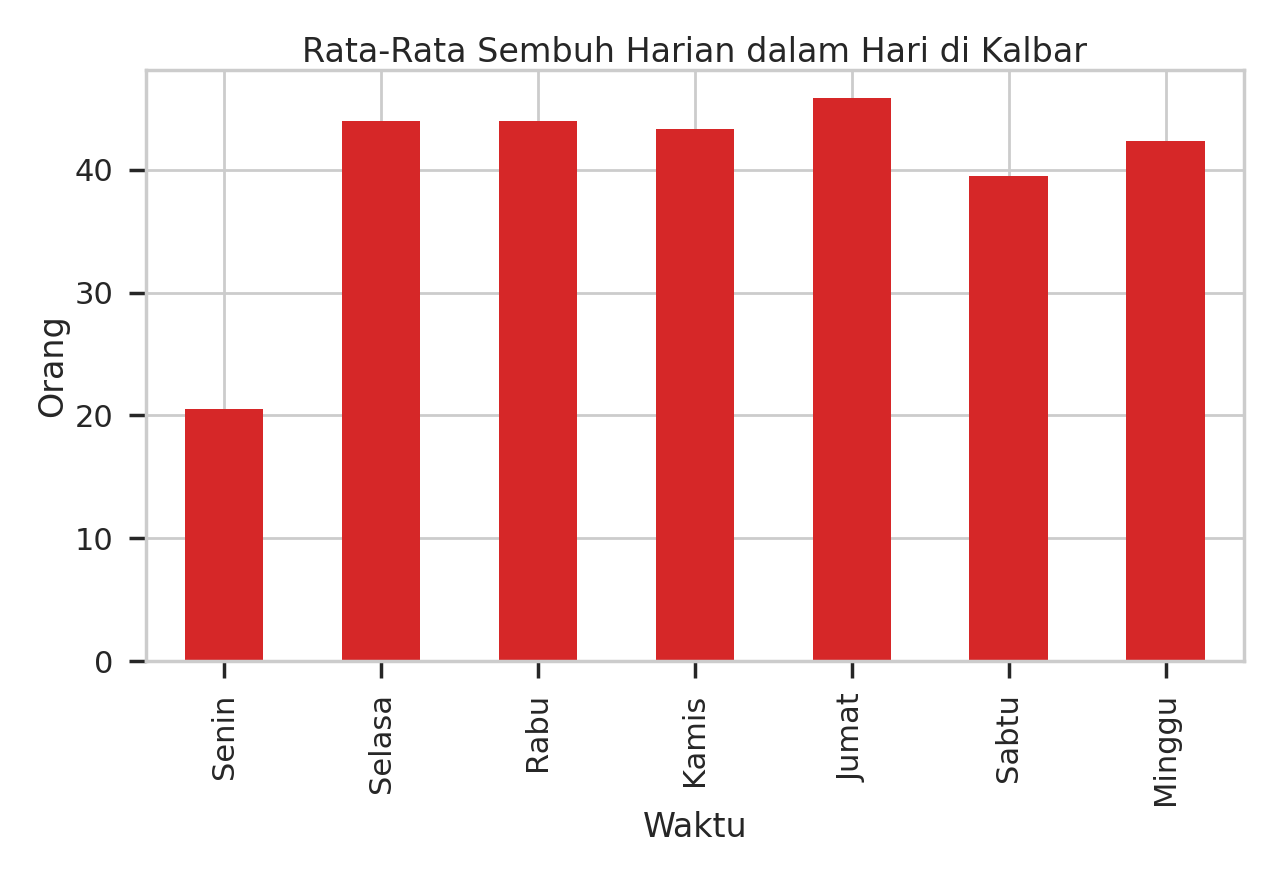 Rata-Rata Sembuh Harian dalam Hari di Kalbar
Orang
40
30
20
10
0
Senin
Selasa
Rabu
Kamis
Jumat
Sabtu
Minggu
Waktu